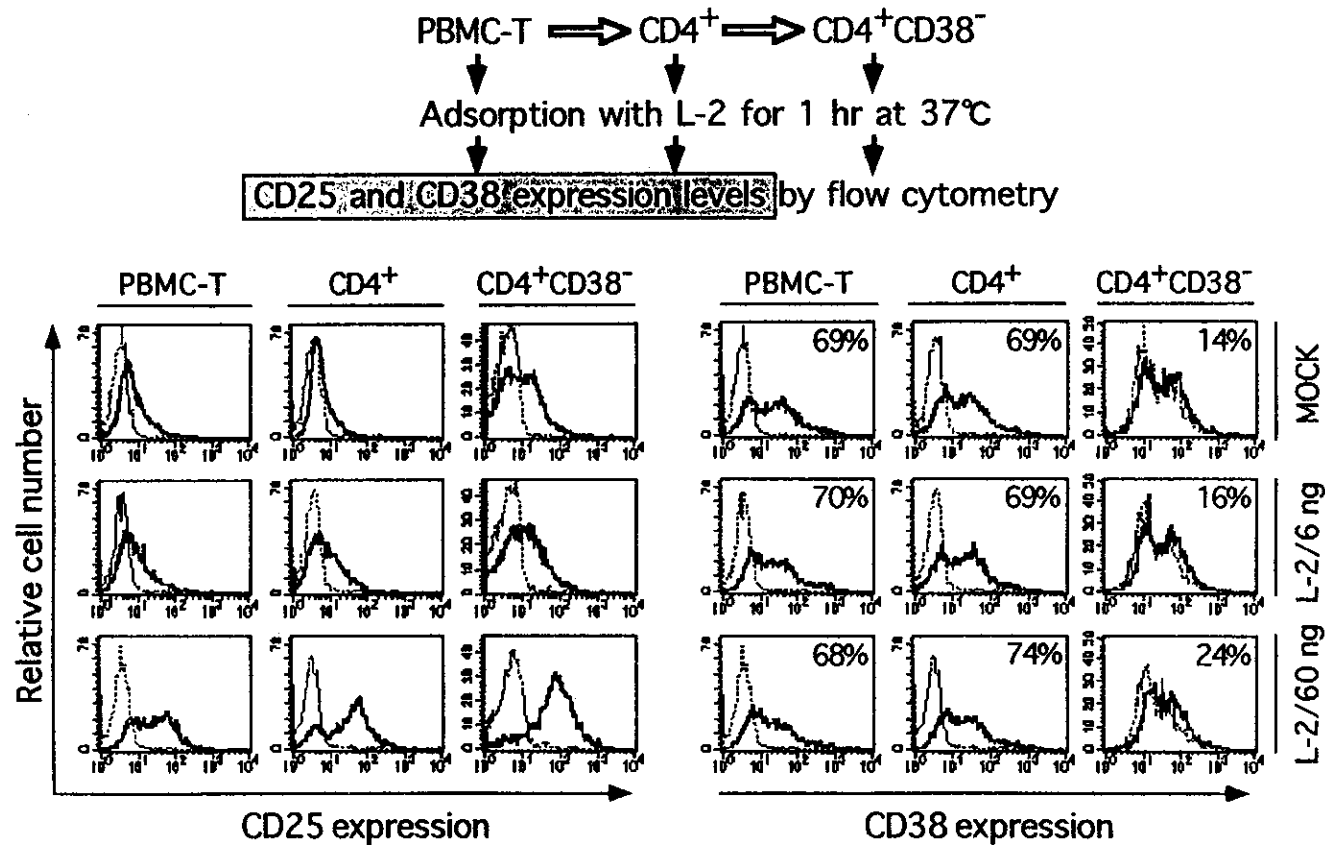 PBMC-T CD4+ CD4+CD38-
Adsorption with L-2 for 1 hr at 37℃
CD25 and CD38 expression levels by flow cytometry
PBMC-T CD4+ CD4+CD38- PBMC-T CD4+ CD4+CD38-
69% 69% 14%
MOCK
70% 69% 16%
L-2/6 ng
68% 74% 24%
L-2/60 ng
Relative cell number
CD25 expression CD38 expression